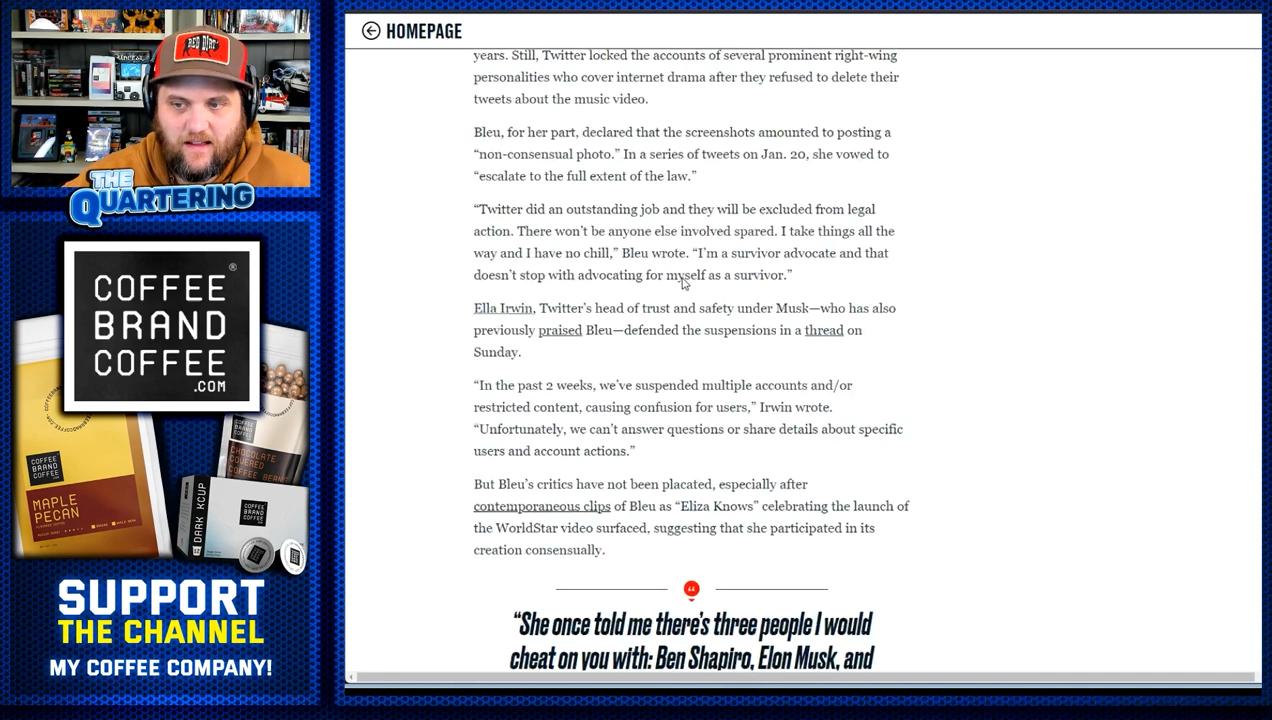 RED DIRT
THE
QUARTERING
COFFEE
BRAND
COFFEE
.COM
®
COFFEE
BRAND
COFFEE
MAPLE
PECAN
CHOCOLATE
COVERED
DARK KCUP
SUPPORT
THE CHANNEL
MY COFFEE COMPANY!
HOMEPAGE
years. Still, Twitter locked the accounts of several prominent right-wing
personalities who cover internet drama after they refused to delete their
tweets about the music video.
Bleu, for her part, declared that the screenshots amounted to posting a
“non-consensual photo.” In a series of tweets on Jan. 20, she vowed to
“escalate to the full extent of the law.”
“Twitter did an outstanding job and they will be excluded from legal
action. There won’t be anyone else involved spared. I take things all the
way and I have no chill,” Bleu wrote. “I’m a survivor advocate and that
doesn’t stop with advocating for myself as a survivor.”
Ella Irwin, Twitter’s head of trust and safety under Musk—who has also
previously praised Bleu—defended the suspensions in a thread on
Sunday.
“In the past 2 weeks, we’ve suspended multiple accounts and/or
restricted content, causing confusion for users,” Irwin wrote.
“Unfortunately, we can’t answer questions or share details about specific
users and account actions.”
But Bleu’s critics have not been placated, especially after
contemporaneous clips of Bleu as “Eliza Knows” celebrating the launch of
the WorldStar video surfaced, suggesting that she participated in its
creation consensually.
“She once told me there’s three people I would
cheat on you with: Ben Shapiro, Elon Musk, and